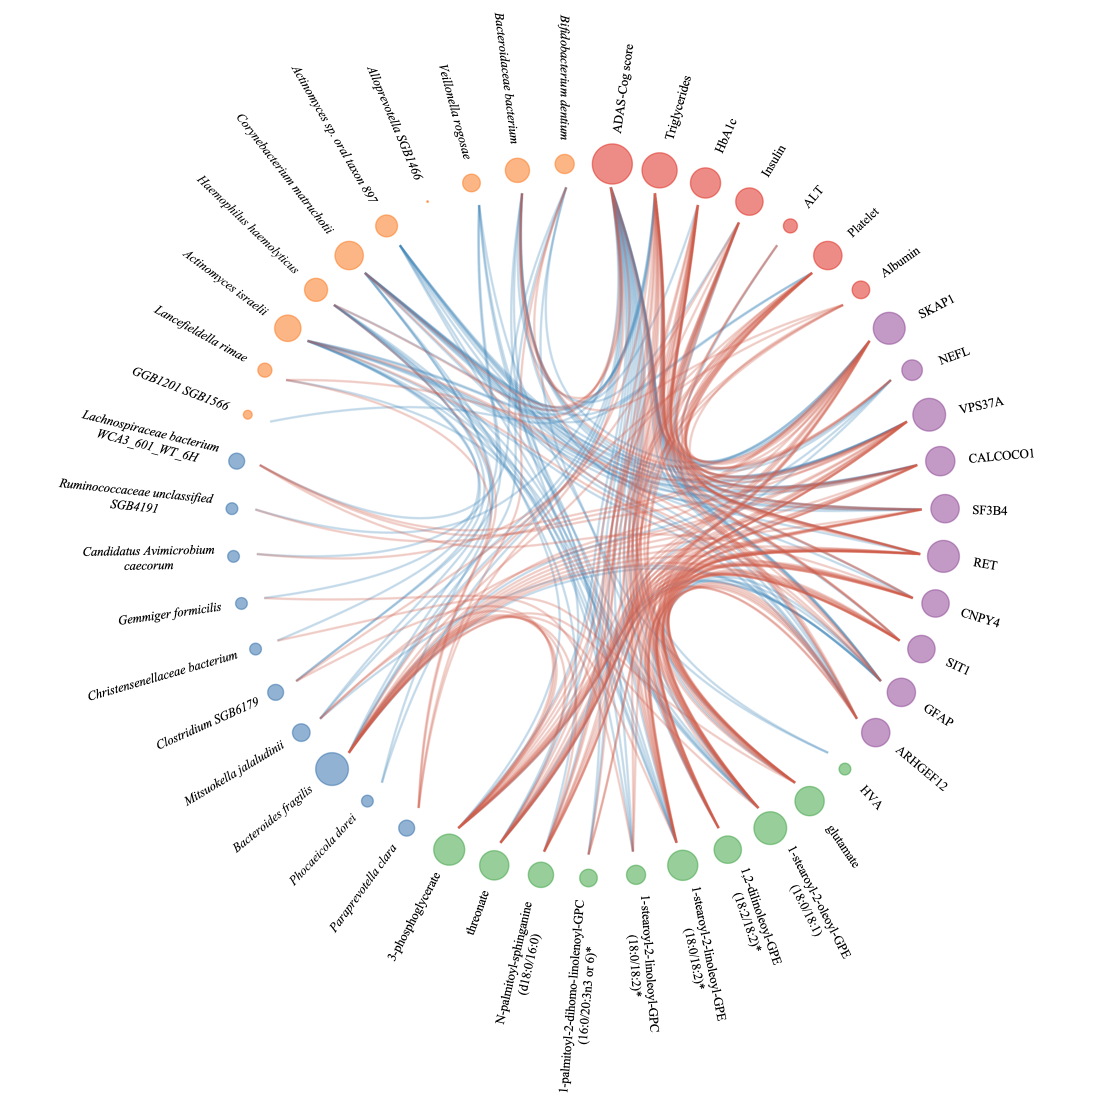 Bifidobacterium dentium
ADAS-Cog score
Triglycerides
HbA1c
Insulin
ALT
Platelet
Albumin
SKAP1
NEFL
VPS37A
CALCOCO1
SF3B4
RET
CNPY4
SIT1
GFAP
ARHGEF12
HVA
glutamate
1-stearoyl-2-oleoyl-GPE
(18:0/18:1)
1,2-dilinoleoyl-GPE
(18:2/18:2)*
1-stearoyl-2-linoleoyl-GPE
(18:0/18:2)*
1-stearoyl-2-linoleoyl-GPC
(18:0/18:2)*
1-palmitoyl-2-dihomo-linolenoyl-GPC
(16:0/20:3n3 or 6)*
N-palmitoyl-sphinganine
(d18:0/16:0)
threonate
3-phosphoglycerate
Paraprevotella clara
Phocaeicola dorei
Bacteroides fragilis
Mitsuokella jalaludinii
Clostridium SGB6179
Christensenellaceae bacterium
Gemmiger formicilis
Candidatus Avimicrobium
caecorum
Ruminococcaceae unclassified
SGB4191
Lachnospiraceae bacterium
WCA3_601_WT_6H
GGB1201 SGB1566
Lancefieldella rimae
Actinomyces israelii
Haemophilus haemolyticus
Corynebacterium matruchotii
Actinomyces sp. oral taxon 897
Alloprevotella SGB1466
Veillonella rogosae
Bacteroidaceae bacterium